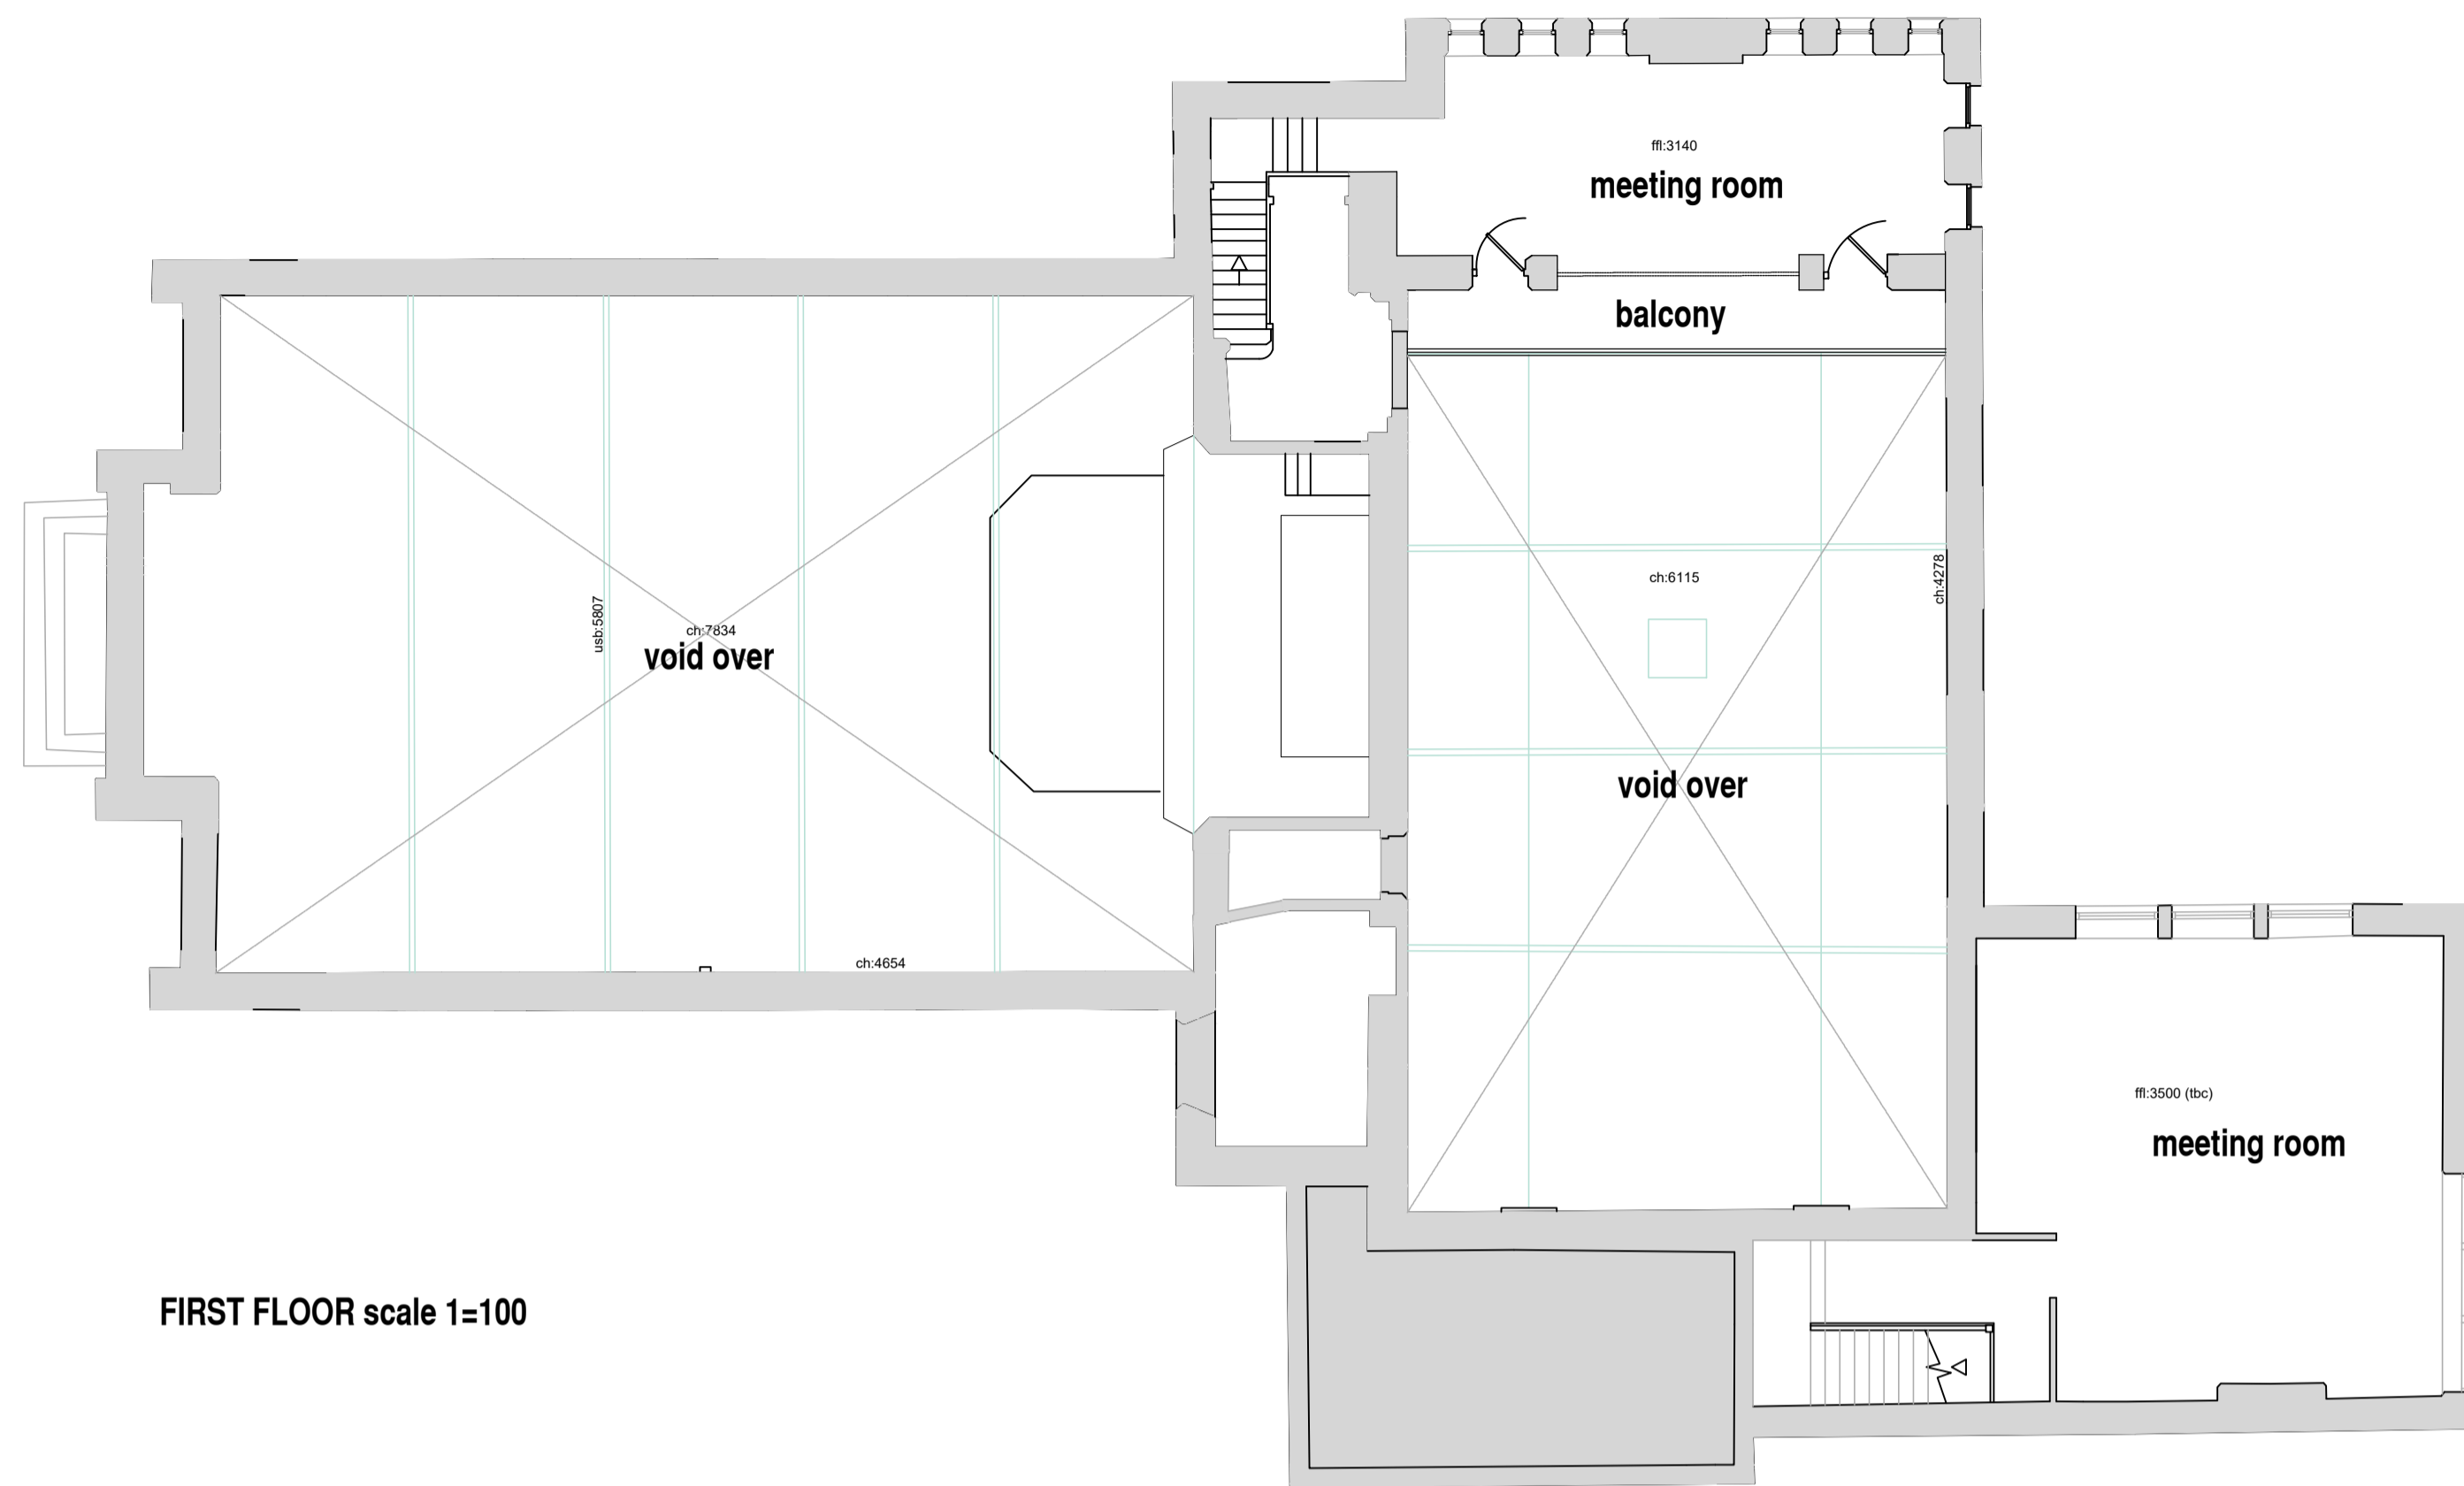 ffl:3140
meeting room
balcony
ch:6115
ch:4278
usb:5807
ch:7834
void over
void over
ch:4654
ffl:3500 (tbc)
meeting room
FIRST FLOOR scale 1=100